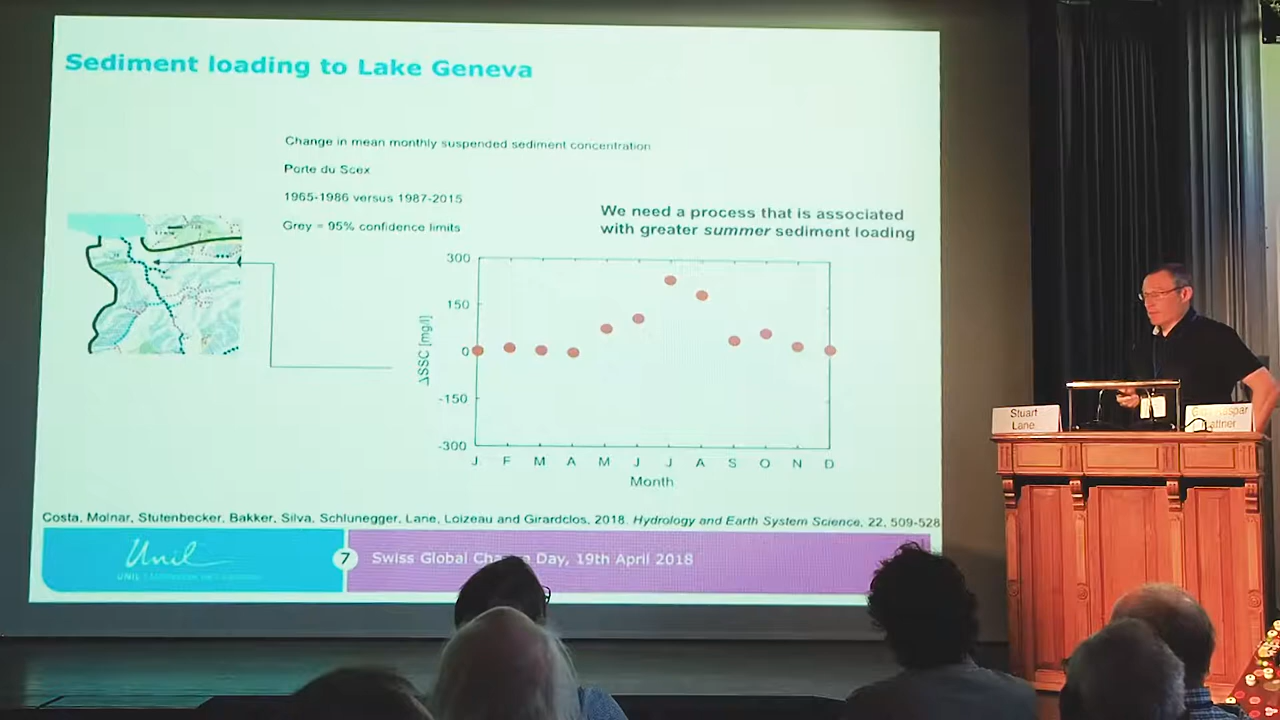 Sediment loading to Lake Geneva
Change in mean monthly suspended sediment concentration
Porte du Scex
1965-1986 versus 1987-2015
Grey = 95% confidence limits
We need a process that is associated
with greater summer sediment loading
300
150
0
-150
-300
ΔSSC [mg/l]
J F M A M J J A S O N D
Month
Costa, Molnar, Stutenbecker, Bakker, Silva, Schlunegger, Lane, Loizeau and Girardclos, 2018. Hydrology and Earth System Science, 22, 509-528
Unil
UNIL
7
Swiss Global Day, 19th April 2018
Stuart
Lane